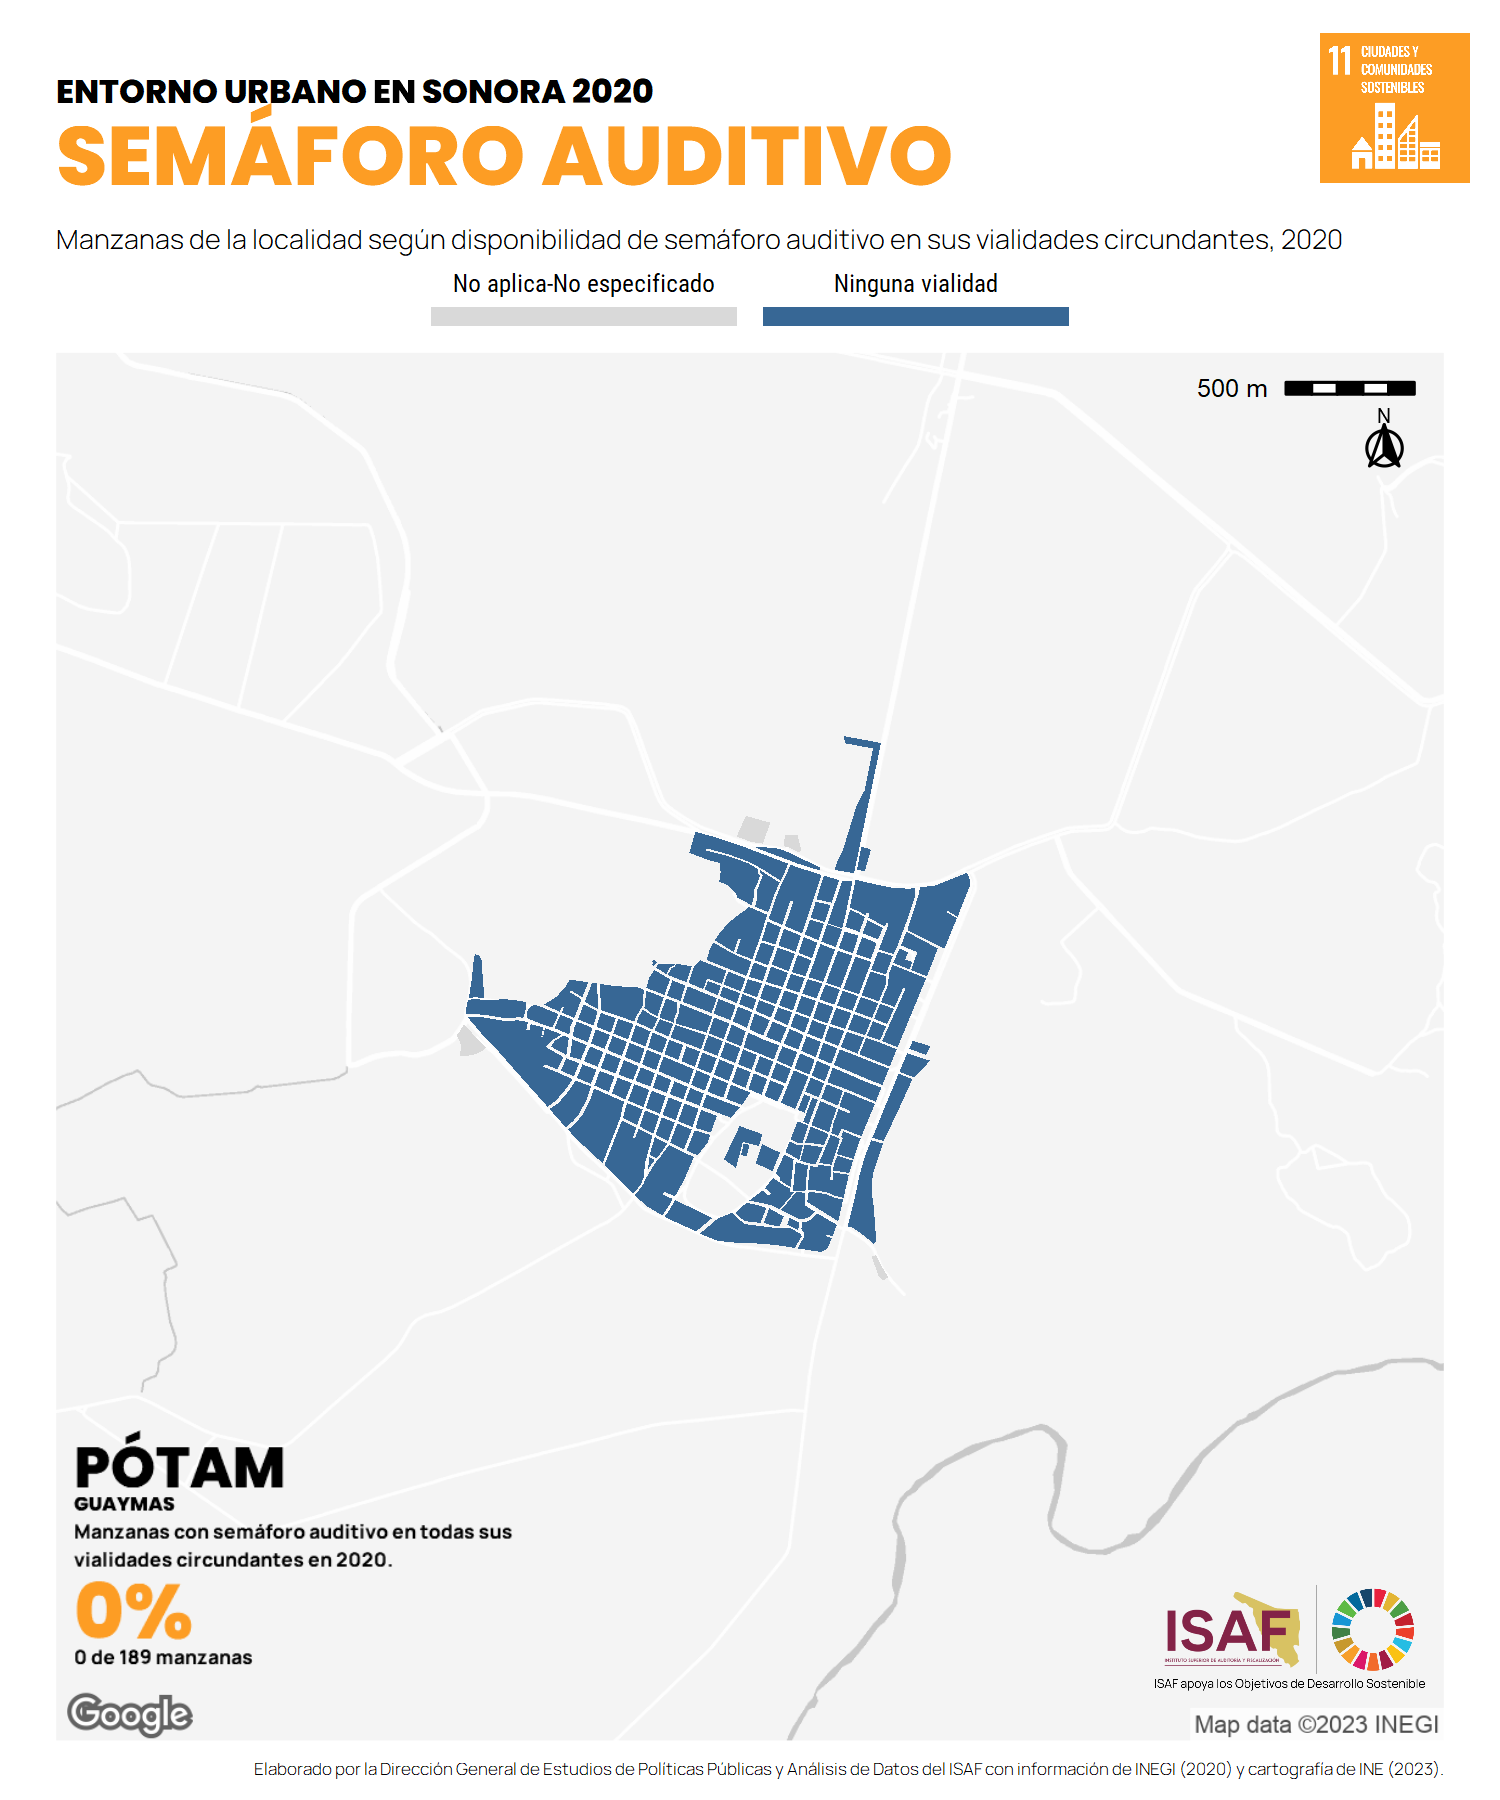 11 CIUDADES Y
COMUNIDADES
SOSTENIBLES
ENTORNO URBANO EN SONORA 2020
SEMÁFORO AUDITIVO
Manzanas de la localidad según disponibilidad de semáforo auditivo en sus vialidades circundantes, 2020
No aplica-No especificado
Ninguna vialidad
500 m
N
PÓTAM
GUAYMAS
Manzanas con semáforo auditivo en todas sus
vialidades circundantes en 2020.
0%
0 de 189 manzanas
Google
ISAF
INSTITUTO SUPERIOR DE AUDITORÍA Y FISCALIZACIÓN
ISAF apoya los Objetivos de Desarrollo Sostenible
Map data ©2023 INEGI
Elaborado por la Dirección General de Estudios de Políticas Públicas y Análisis de Datos del ISAF con información de INEGI (2020) y cartografía de INE (2023).